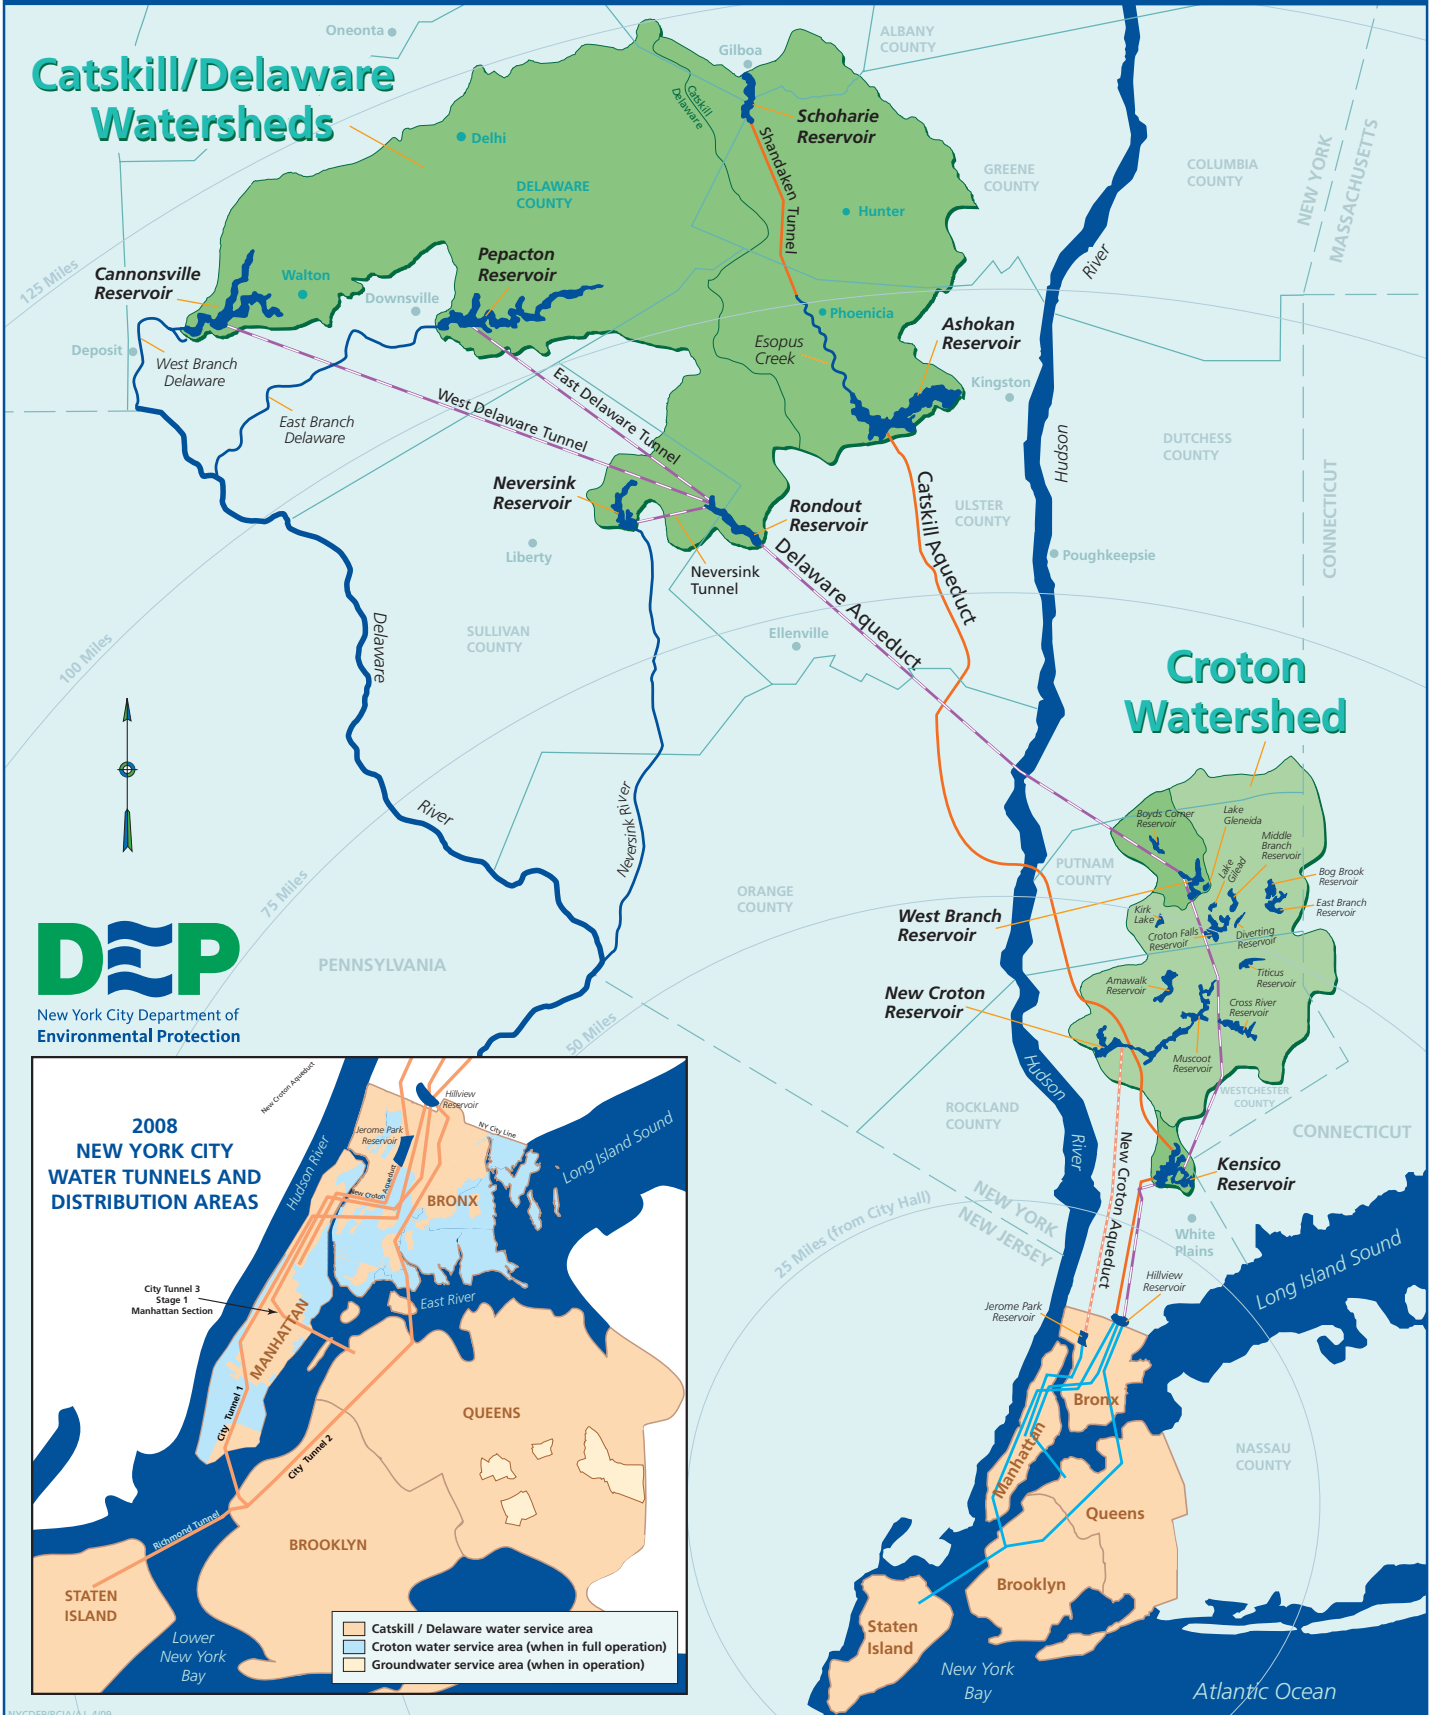 Oneonta
Catskill/Delaware
Watersheds
Gilboa
ALBANY
COUNTY
Catskill
Delaware
Schoharie
Reservoir
Delhi
DELAWARE
COUNTY
Shandaken Tunnel
Hunter
GREENE
COUNTY
COLUMBIA
COUNTY
NEW YORK
MASSACHUSETTS
River
125 Miles
Cannonsville
Reservoir
Walton
Pepacton
Reservoir
Downsville
Phoenicia
Esopus
Creek
Ashokan
Reservoir
Kingston
Deposit
West Branch
Delaware
East Branch
Delaware
West Delaware Tunnel
East Delaware Tunnel
Hudson
DUTCHESS
COUNTY
CONNECTICUT
Neversink
Reservoir
Rondout
Reservoir
Catskill Aqueduct
ULSTER
COUNTY
Liberty
Neversink
Tunnel
Delaware Aqueduct
Poughkeepsie
Delaware
SULLIVAN
COUNTY
Ellenville
100 Miles
Croton
Watershed
River
Neversink River
75 Miles
ORANGE
COUNTY
PUTNAM
COUNTY
Boyds Corner
Reservoir
Lake
Gleneida
Middle
Branch
Reservoir
Lake
Gilead
Bog Brook
Reservoir
East Branch
Reservoir
Kirk
Lake
West Branch
Reservoir
Croton Falls
Reservoir
Diverting
Reservoir
PENNSYLVANIA
Amawalk
Reservoir
Titicus
Reservoir
New Croton
Reservoir
Cross River
Reservoir
Muscoot
Reservoir
DEP
New York City Department of
Environmental Protection
50 Miles
Hudson
River
WESTCHESTER
COUNTY
ROCKLAND
COUNTY
CONNECTICUT
New Croton Aqueduct
Kensico
Reservoir
NEW YORK
NEW JERSEY
25 Miles (from City Hall)
White
Plains
Long Island Sound
Hillview
Reservoir
Jerome Park
Reservoir
Bronx
Manhattan
NASSAU
COUNTY
Queens
Brooklyn
Staten
Island
New York
Bay
Atlantic Ocean
2008
NEW YORK CITY
WATER TUNNELS AND
DISTRIBUTION AREAS
New Croton Aqueduct
Hudson River
Hillview
Reservoir
Jerome Park
Reservoir
NY City Line
Long Island Sound
New Croton
Aqueduct
BRONX
City Tunnel 3
Stage 1
Manhattan Section
East River
MANHATTAN
City Tunnel 1
City Tunnel 2
QUEENS
Richmond Tunnel
BROOKLYN
STATEN
ISLAND
Lower
New York
Bay
Catskill / Delaware water service area
Croton water service area (when in full operation)
Groundwater service area (when in operation)